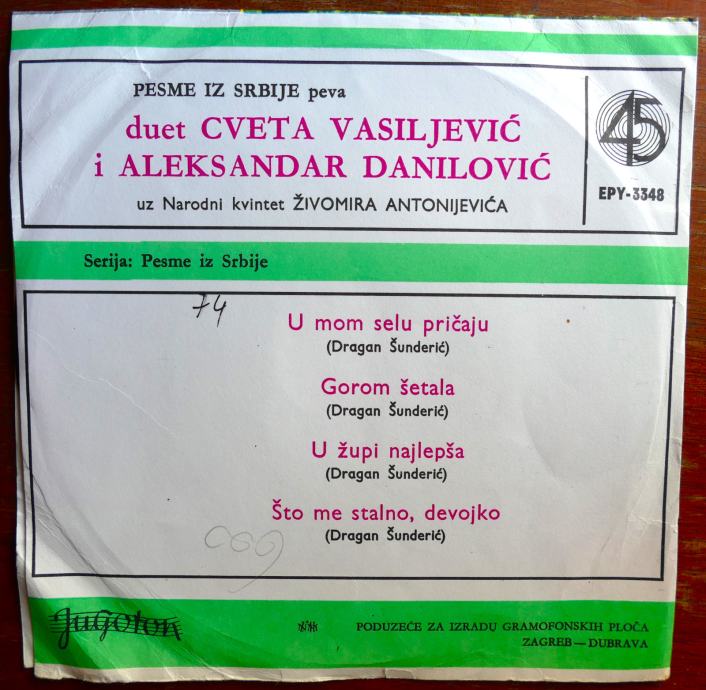 PESME IZ SRBIJE peva
duet CVETA VASILJEVIĆ
i ALEKSANDAR DANILOVIĆ
uz Narodni kvintet ŽIVOMIRA ANTONIJEVIĆA
45
EPY-3348
Serija: Pesme iz Srbije
74
U mom selu pričaju
(Dragan Šunderić)
Gorom šetala
(Dragan Šunderić)
U župi najlepša
(Dragan Šunderić)
Što me stalno, devojko
(Dragan Šunderić)
Jugoton
PODUZEĆE ZA IZRADU GRAMOFONSKIH PLOČA
ZAGREB — DUBRAVA